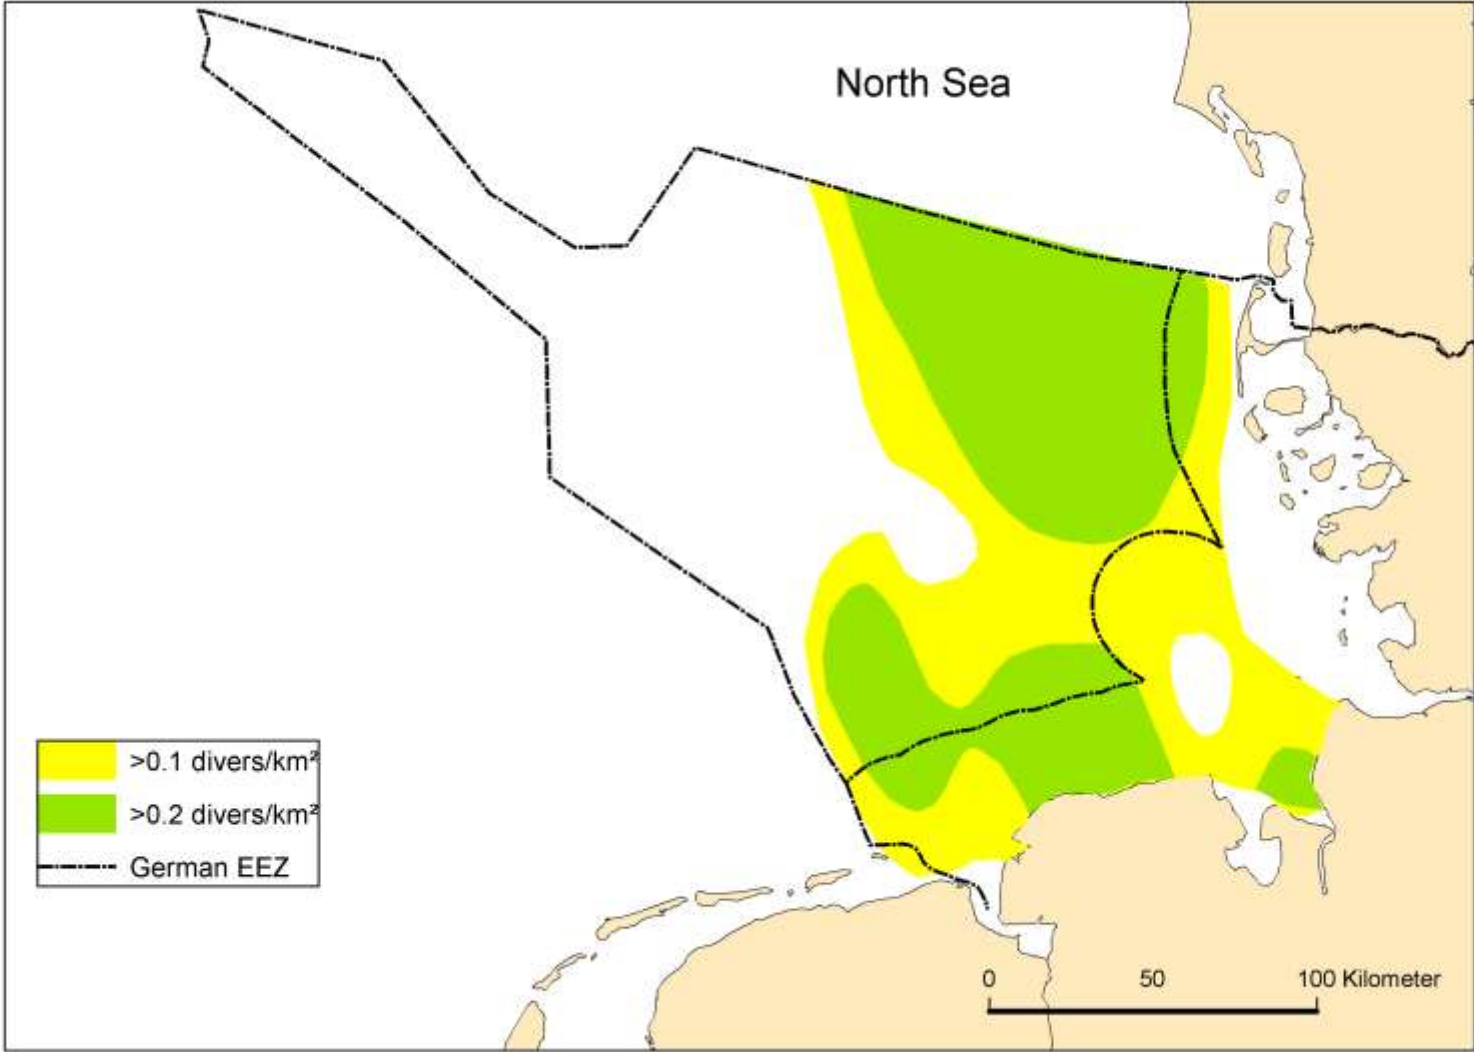 North Sea
>0.1 divers/km²
>0.2 divers/km²
German EEZ
0 50 100 Kilometer